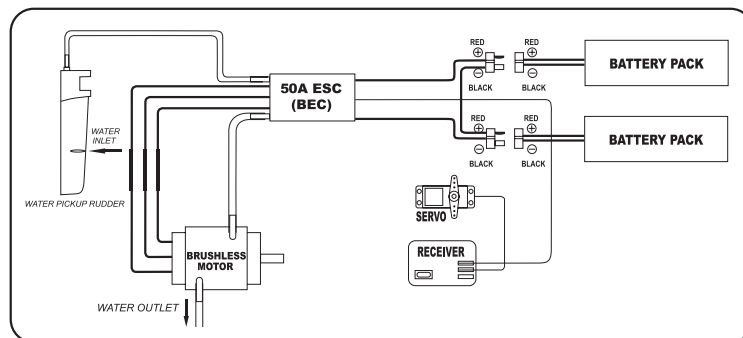 RED
⊕
⊖
BLACK
RED
⊕
⊖
BLACK
BATTERY PACK
50A ESC
(BEC)
WATER
INLET
RED
⊕
⊖
BLACK
RED
⊕
⊖
BLACK
BATTERY PACK
WATER PICKUP RUDDER
SERVO
BRUSHLESS
MOTOR
RECEIVER
WATER OUTLET